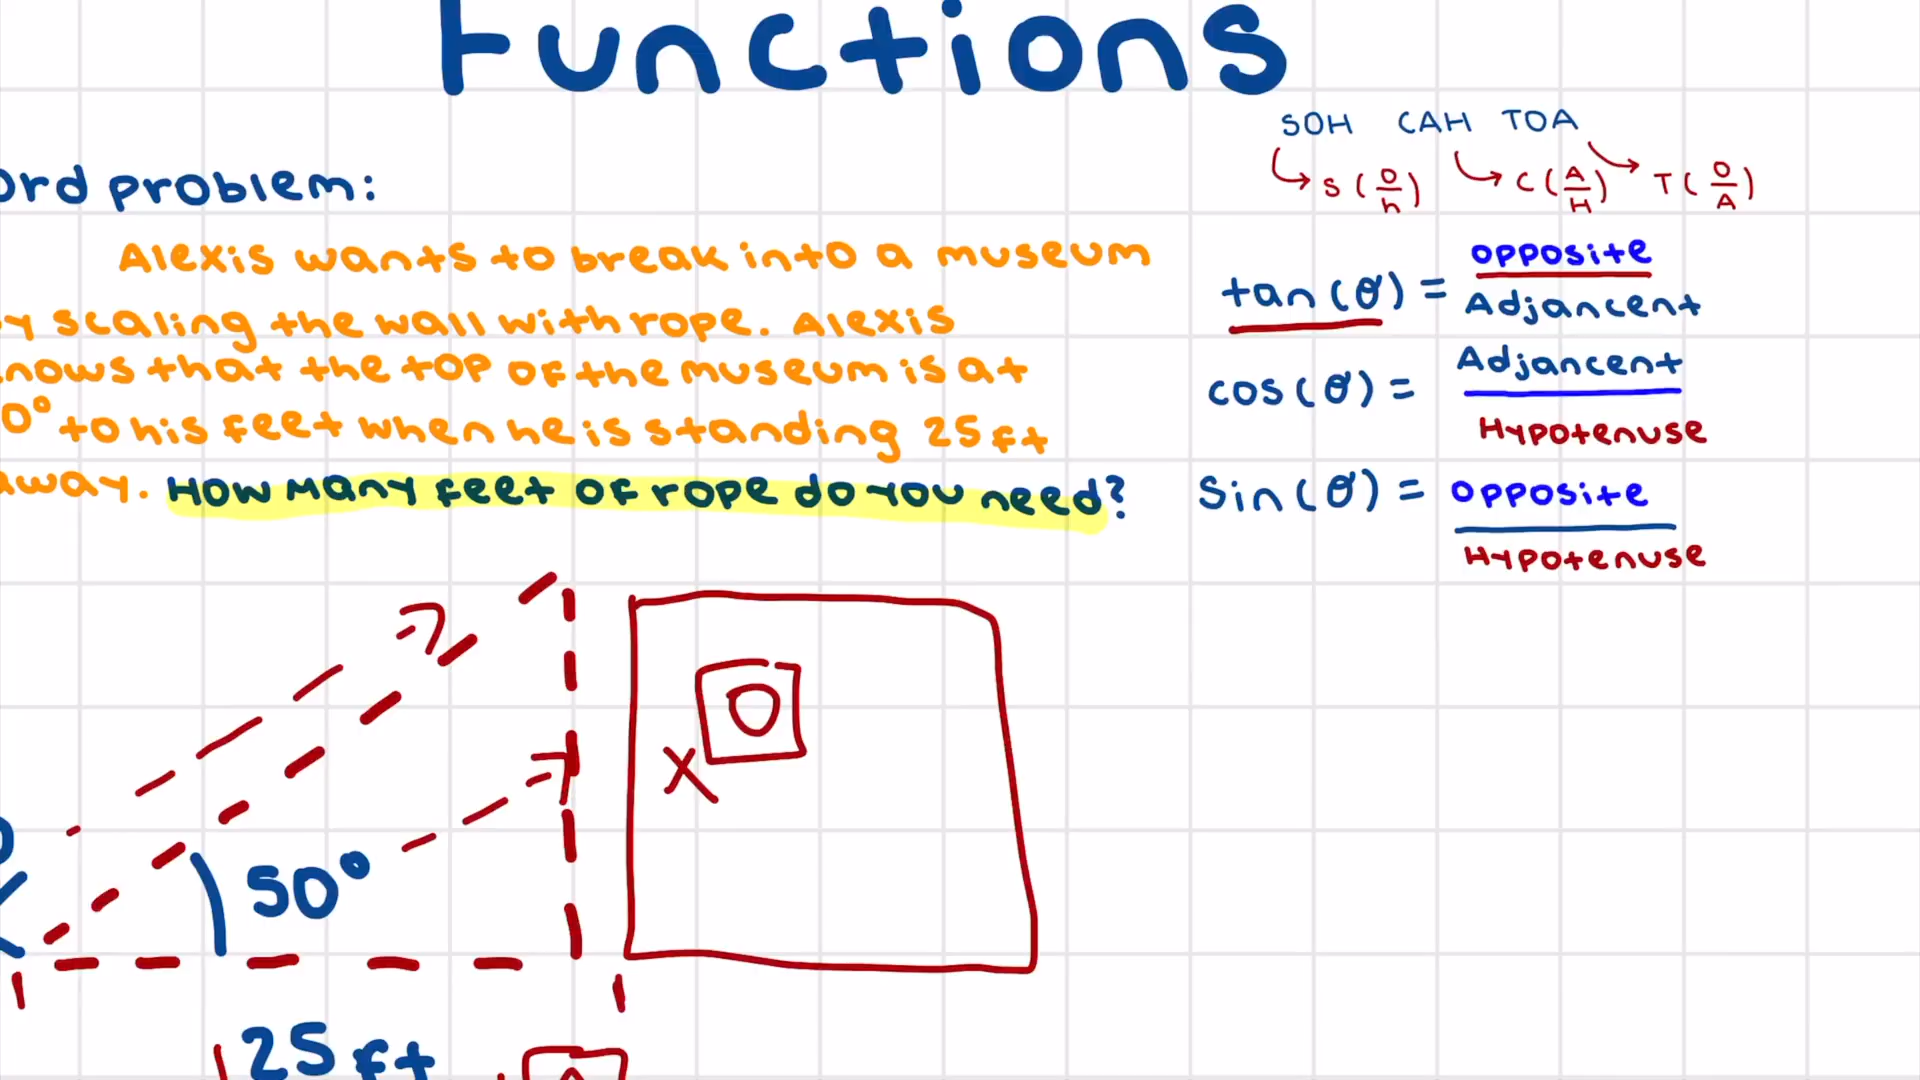 Functions
SOH CAH TOA
S (O/h) C (A/H) T (O/A)
ord problem:
Alexis wants to break into a museum
y scaling the wall with rope. Alexis
nows that the top of the museum is at
0° to his feet when he is standing 25 ft
way. How many feet of rope do you need?
tan(θ) = opposite
Adjancent
cos(θ) = Adjancent
Hypotenuse
sin(θ) = opposite
Hypotenuse
O
X
50°
25 ft